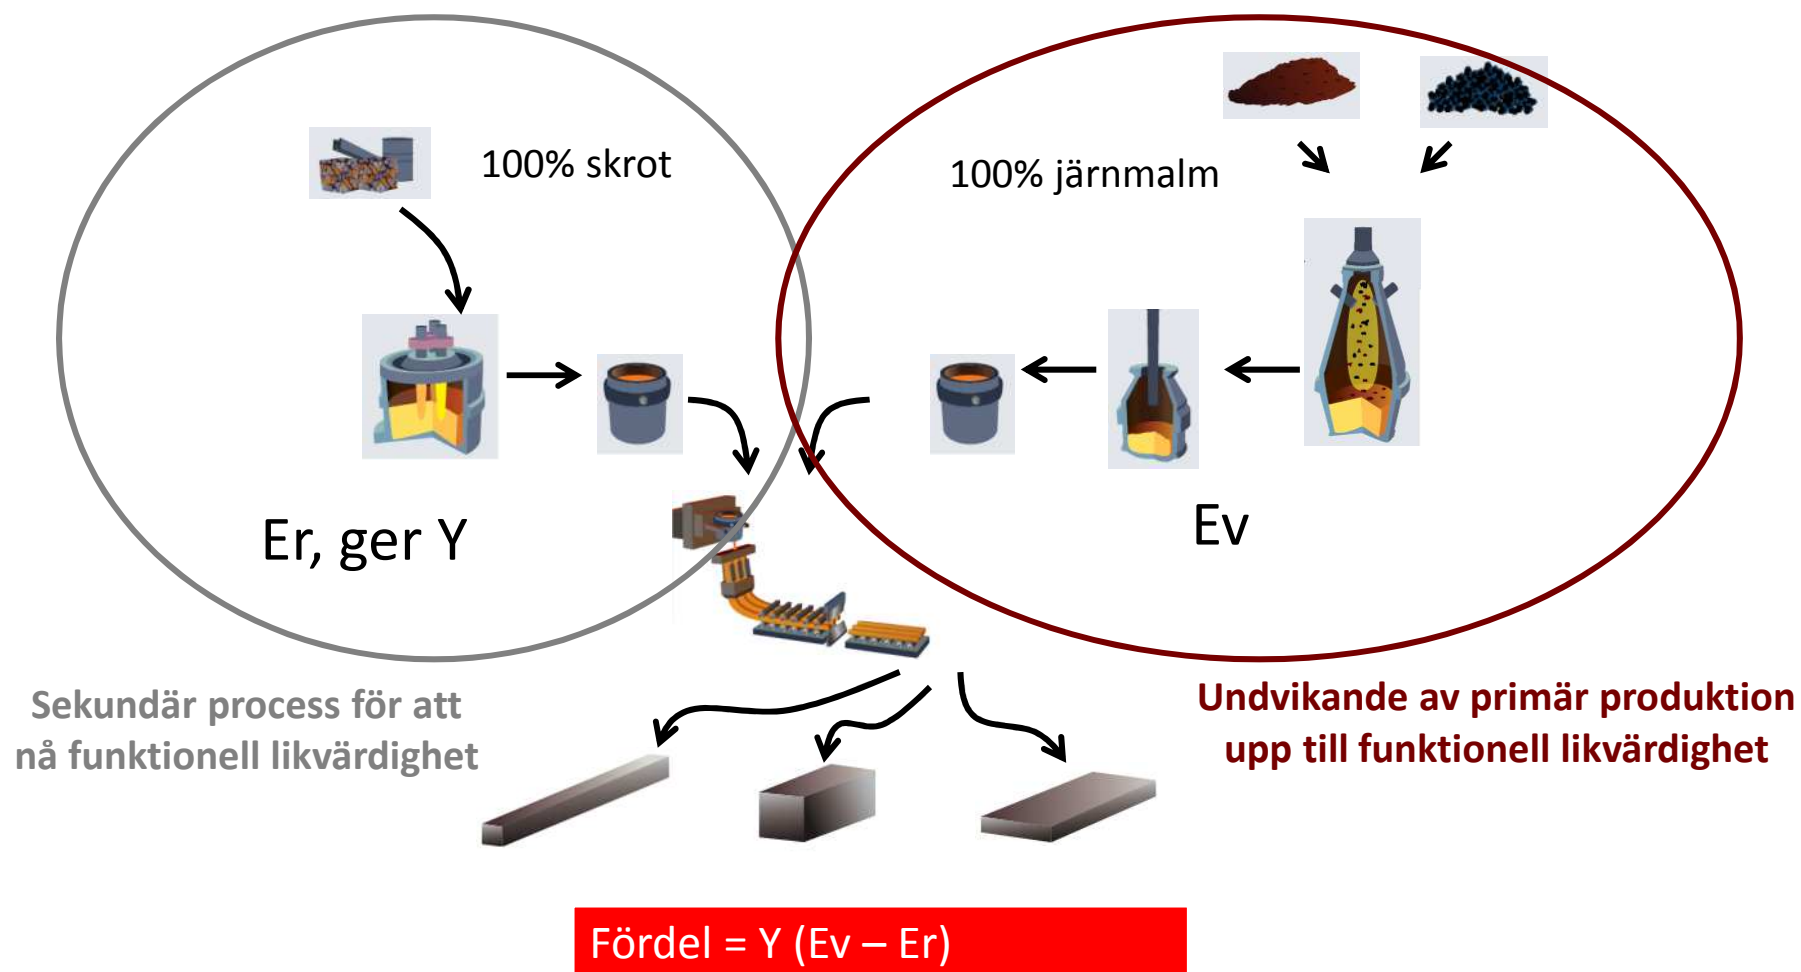 100% skrot
100% järnmalm
Er, ger Y
Ev
Sekundär process för att
nå funktionell likvärdighet
Undvikande av primär produktion
upp till funktionell likvärdighet
Fördel = Y (Ev – Er)